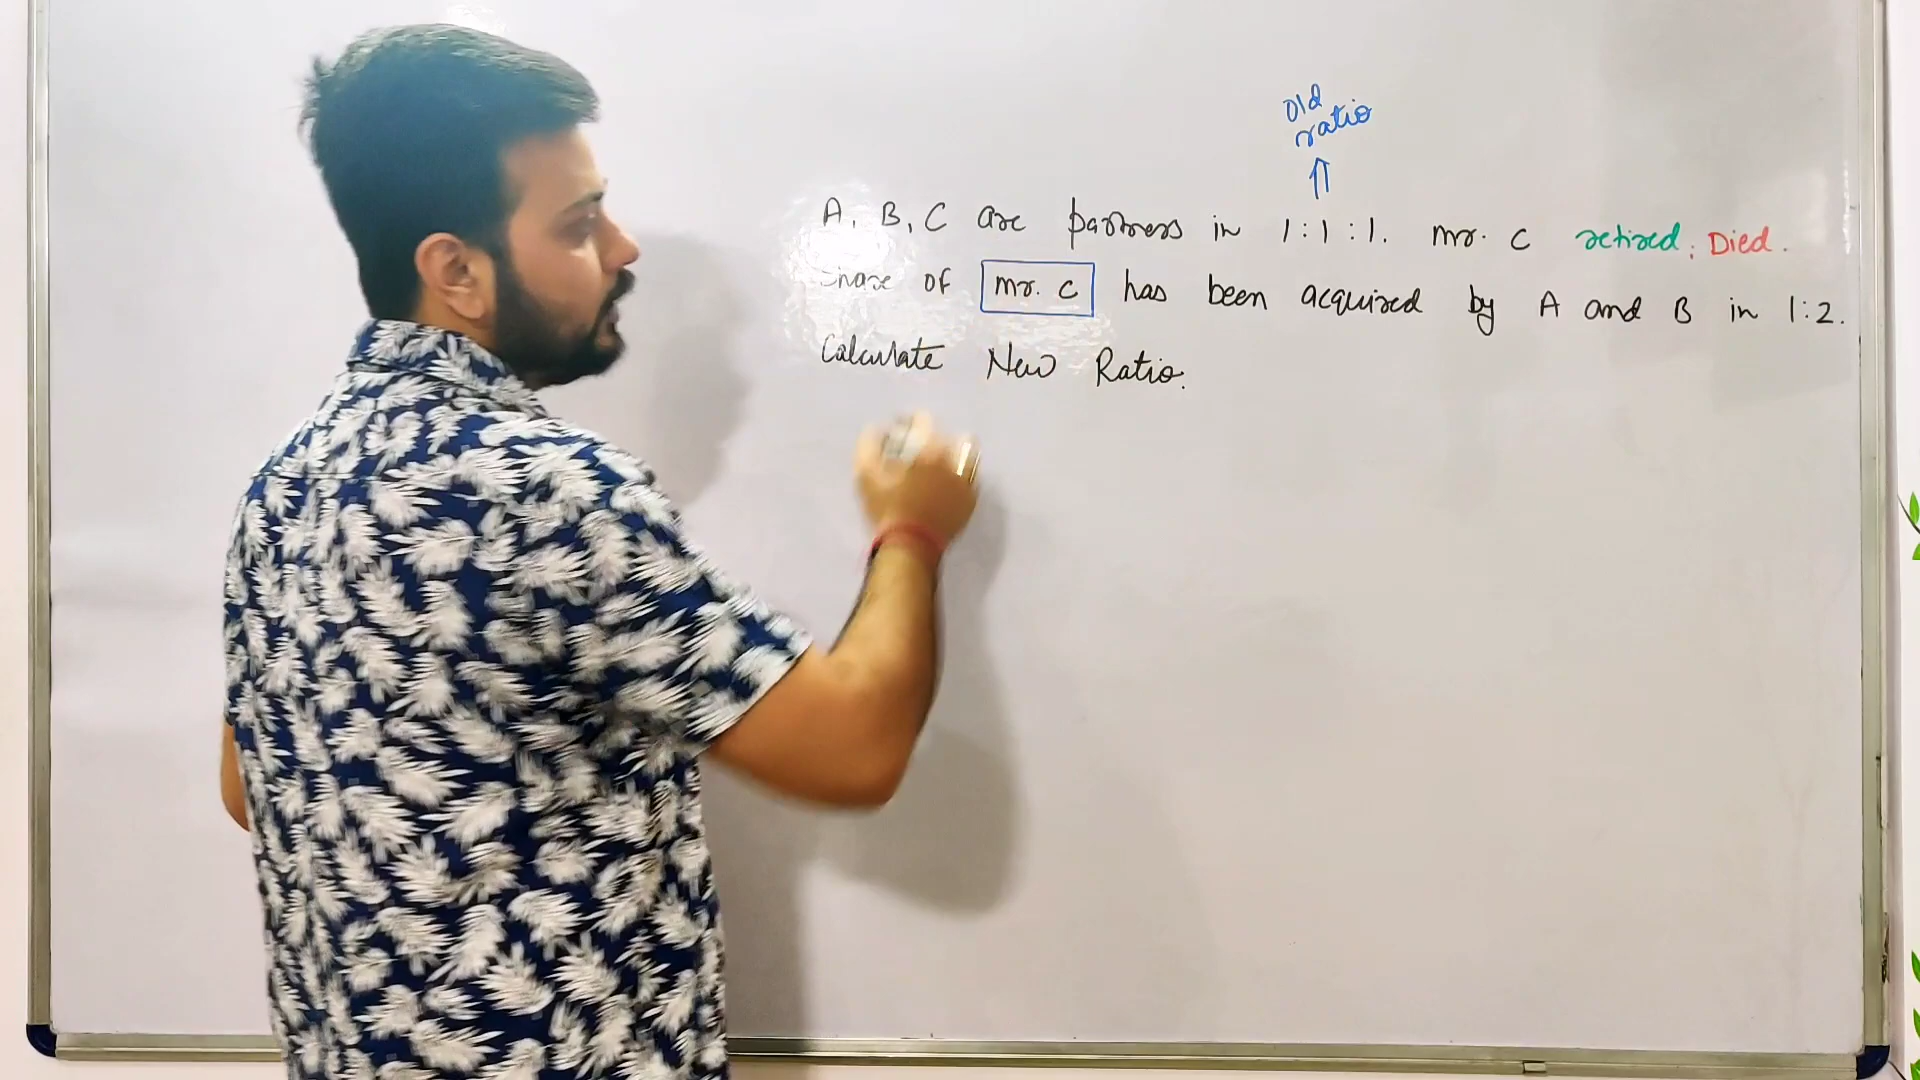 old
ratio
A, B, C are partners in 1:1:1. Mr. C retired; Died.
Share of Mr. C has been acquired by A and B in 1:2.
Calculate New Ratio.